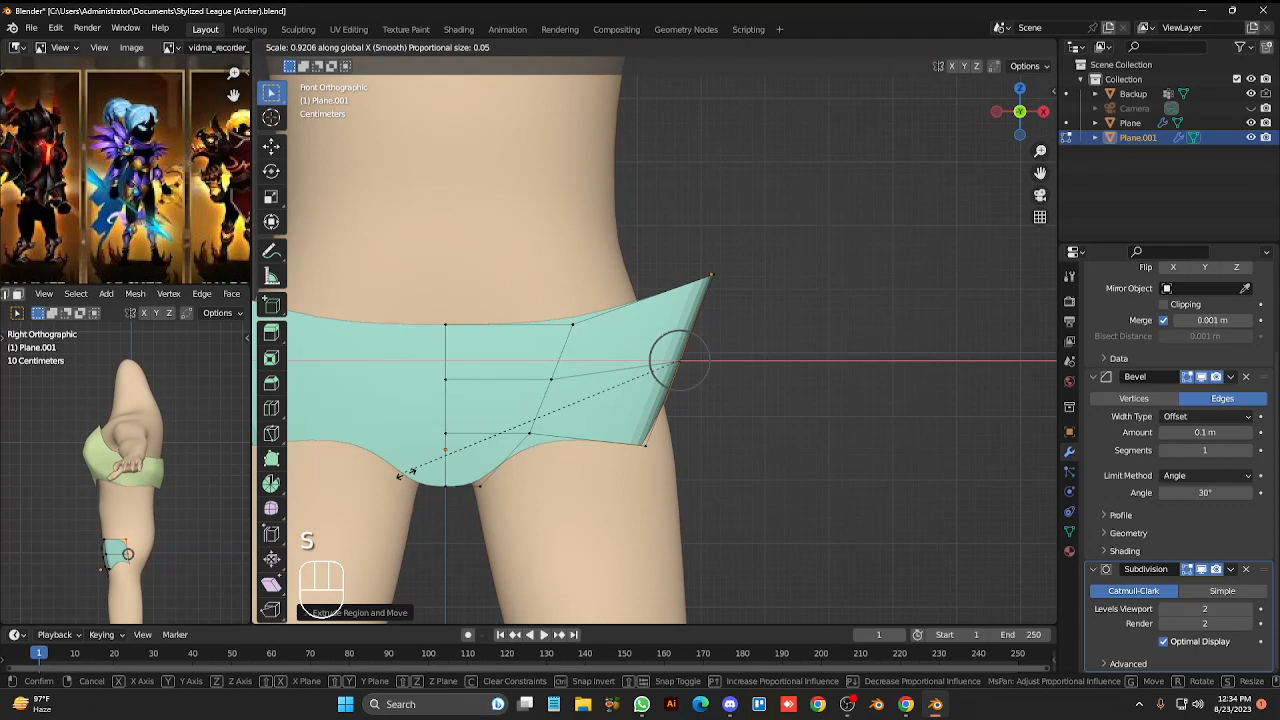 Blender* [D:\Stylized League (Archer).blend]
File Edit Render Window Help Layout Modeling Sculpting UV Editing Texture Paint Shading Animation Rendering Compositing Geometry Nodes Scripting + Scene ViewLayer
View View Image vidma_recorder_
Scale: 0.9206 along global X (Smooth) Proportional size: 0.05
X Y Z Options
Front Orthographic
(1) Plane.001
Centimeters
Scene Collection
Collection
Backup
Camera
Plane
Plane.001
Flip X Y Z
Mirror Object
Clipping
Merge 0.001 m
Bisect Distance 0.001 m
Data
Bevel
Vertices Edges
Width Type Offset
Amount 0.1 m
Segments 1
Limit Method Angle
Angle 30°
Profile
Geometry
Shading
Subdivision
Catmull-Clark Simple
Levels Viewport 2
Render 2
Optimal Display
Advanced
View Select Add Mesh Vertex Edge Face
X Y Z Options
Right Orthographic
(1) Plane.001
10 Centimeters
S
Extrude Region and Move
Playback Keying View Marker 1 Start 1 End 250
1 10 20 30 40 50 60 70 80 90 100 110 120 130 140 150 160 170 180 190 200 210 220 230 240 250
Confirm Cancel X X Axis Y Y Axis Z Z Axis X X Plane Y Y Plane Z Z Plane C Clear Constraints Ctrl Snap Invert Snap Toggle Increase Proportional Influence Decrease Proportional Influence MsPan: Adjust Proportional Influence G Move R Rotate S Resize
97°F
Haze
Search
12:34 PM
8/23/2023